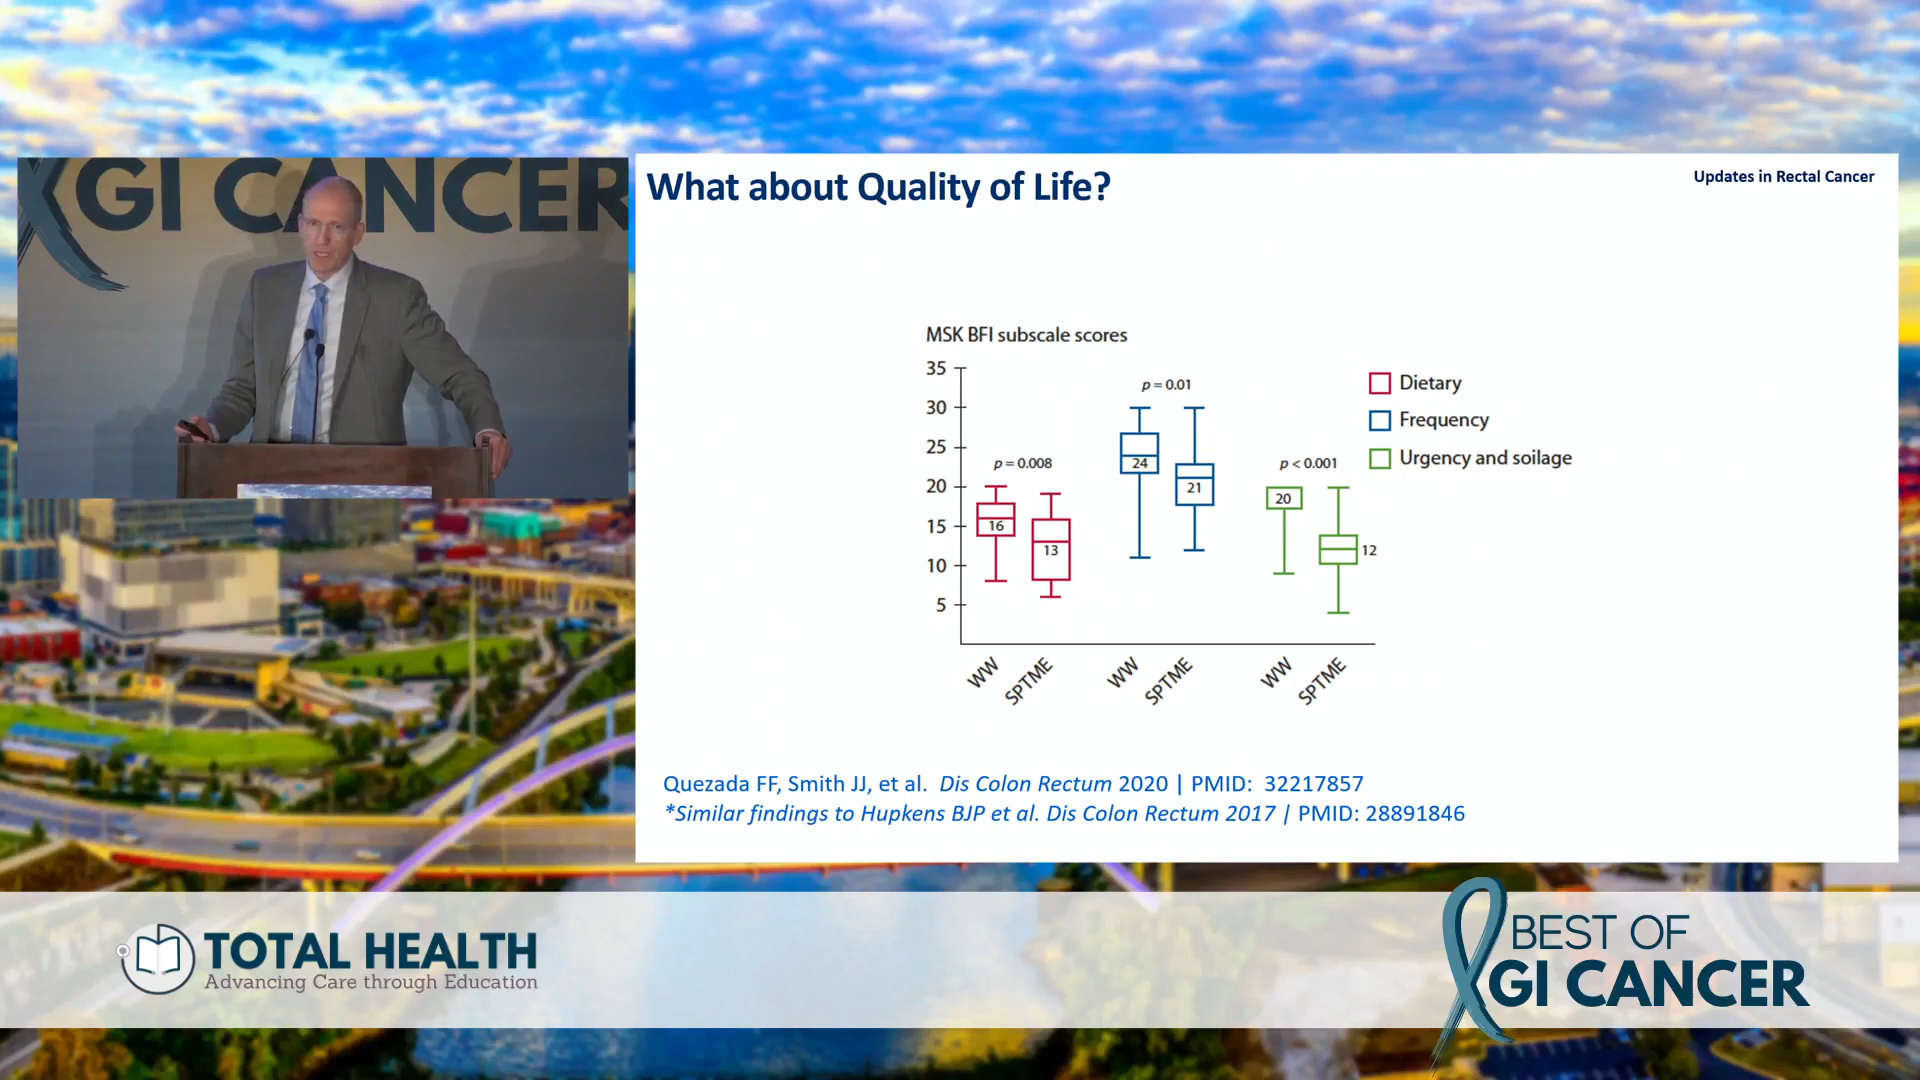 GI CANCER
What about Quality of Life?
Updates in Rectal Cancer
MSK BFI subscale scores
35
30
25
20
15
10
5
p = 0.008
p = 0.01
p < 0.001
16
13
24
21
20
12
Dietary
Frequency
Urgency and soilage
WW
SPTME
WW
SPTME
WW
SPTME
Quezada FF, Smith JJ, et al. Dis Colon Rectum 2020 | PMID: 32217857
*Similar findings to Hupkens BJP et al. Dis Colon Rectum 2017 | PMID: 28891846
TOTAL HEALTH
Advancing Care through Education
BEST OF
GI CANCER